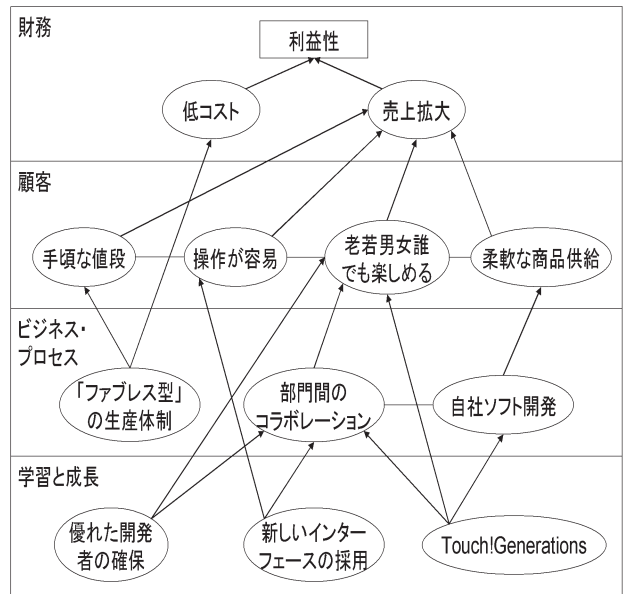 財務
利益性
低コスト
売上拡大
顧客
手頃な値段
操作が容易
老若男女誰
でも楽しめる
柔軟な商品供給
ビジネス・
プロセス
「ファブレス型」
の生産体制
部門間の
コラボレーション
自社ソフト開発
学習と成長
優れた開発
者の確保
新しいインター
フェースの採用
Touch!Generations